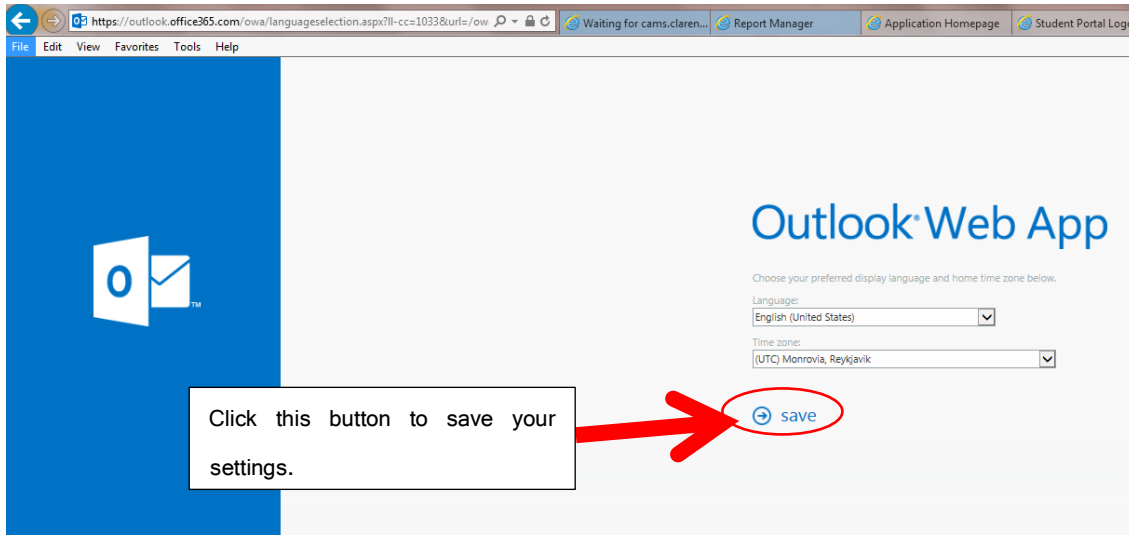 https://outlook.office365.com/owa/languageselection.aspx?ll-cc=1033&url=/ow
Waiting for cams.claren...
Report Manager
Application Homepage
Student Portal Logo
File Edit View Favorites Tools Help
Outlook® Web App
Choose your preferred display language and home time zone below.
Language:
English (United States)
Time zone:
(UTC) Monrovia, Reykjavik
save
O
TM
Click this button to save your
settings.